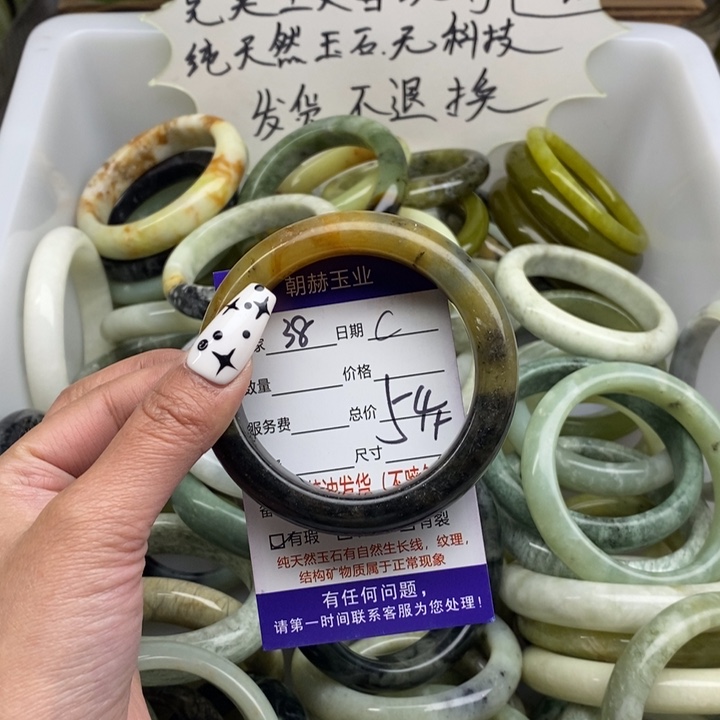 纯天然玉石.无科技
发货 不退换
朝赫玉业
家 38 日期
数量 价格
服务费 总价 54#
尺寸
发货
有瑕 有裂
纯天然玉石有自然生长线，纹理，
结构矿物质属于正常现象
有任何问题，
请第一时间联系客服为您处理！